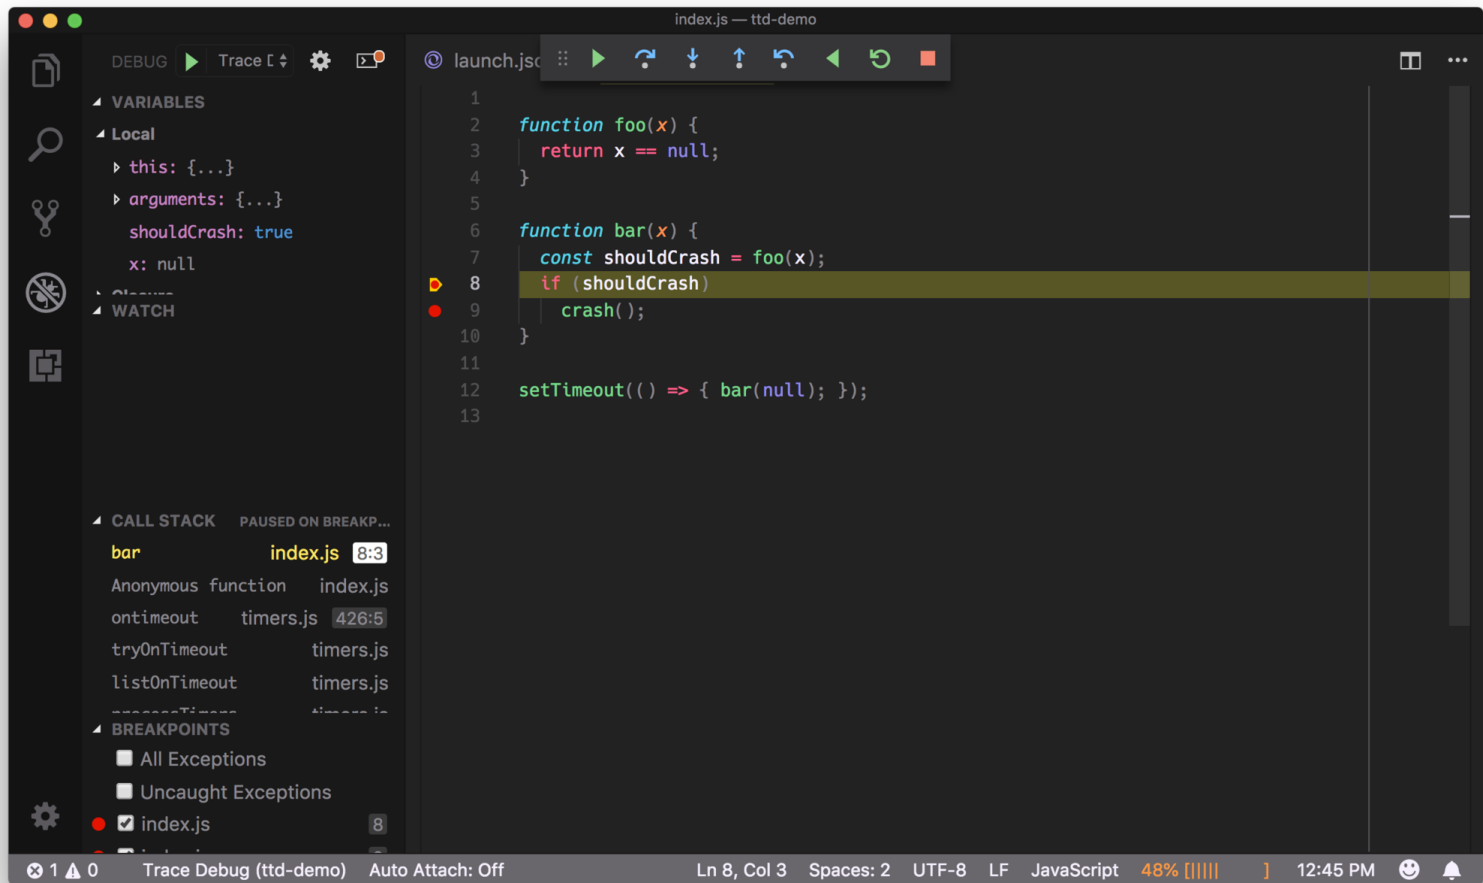 index.js — ttd-demo
DEBUG
Trace
launch.jsc
VARIABLES
Local
this: {...}
arguments: {...}
shouldCrash: true
x: null
WATCH
CALL STACK PAUSED ON BREAKP...
bar index.js 8:3
Anonymous function index.js
ontimeout timers.js 426:5
tryOnTimeout timers.js
listOnTimeout timers.js
BREAKPOINTS
All Exceptions
Uncaught Exceptions
index.js 8
1
2 function foo(x) {
3 return x == null;
4 }
5
6 function bar(x) {
7 const shouldCrash = foo(x);
8 if (shouldCrash)
9 crash();
10 }
11
12 setTimeout(() => { bar(null); });
13
1 0 Trace Debug (ttd-demo) Auto Attach: Off Ln 8, Col 3 Spaces: 2 UTF-8 LF JavaScript 48% [||||| ] 12:45 PM